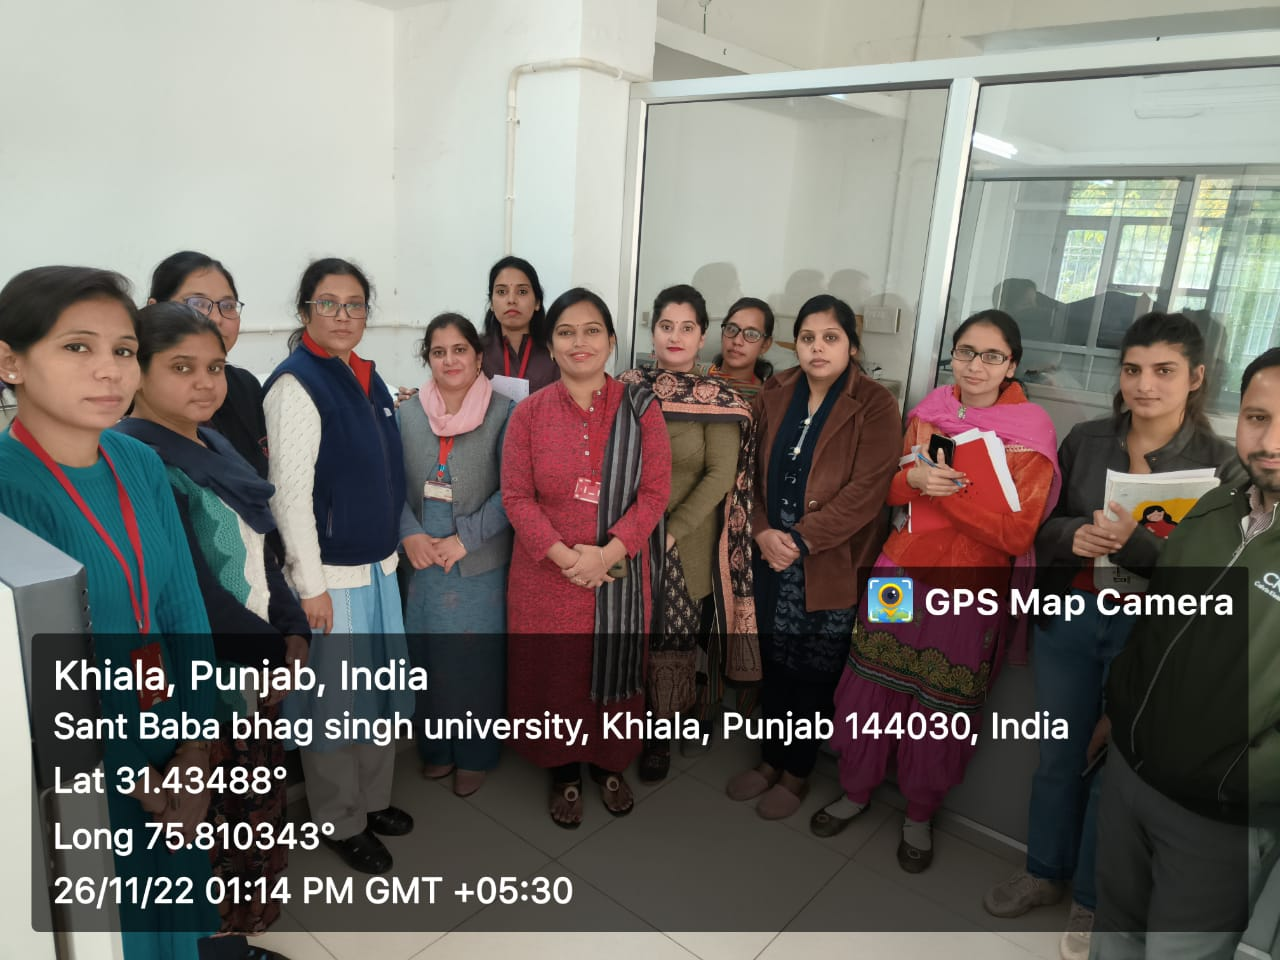 GPS Map Camera
Khiala, Punjab, India
Sant Baba bhag singh university, Khiala, Punjab 144030, India
Lat 31.43488°
Long 75.810343°
26/11/22 01:14 PM GMT +05:30